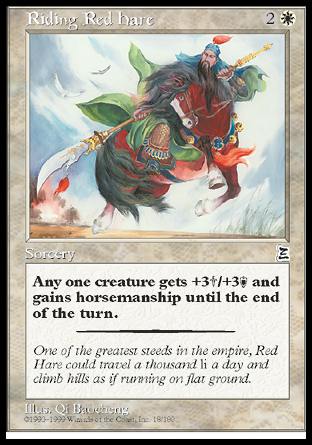 Riding Red Hare 2
Sorcery
Any one creature gets +3/+3 and
gains horsemanship until the end
of the turn.
One of the greatest steeds in the empire, Red
Hare could travel a thousand li a day and
climb hills as if running on flat ground.
Illus. Qi Baocheng
©1993-1999 Wizards of the Coast, Inc. 18/180